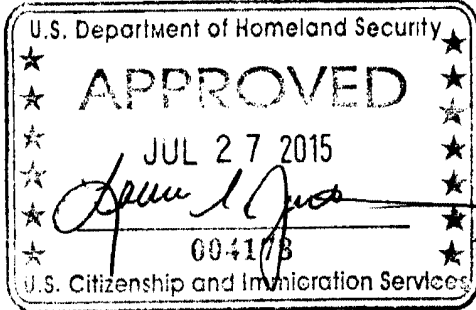 U.S. Department of Homeland Security
APPROVED
JUL 27 2015
U.S. Citizenship and Immigration Services